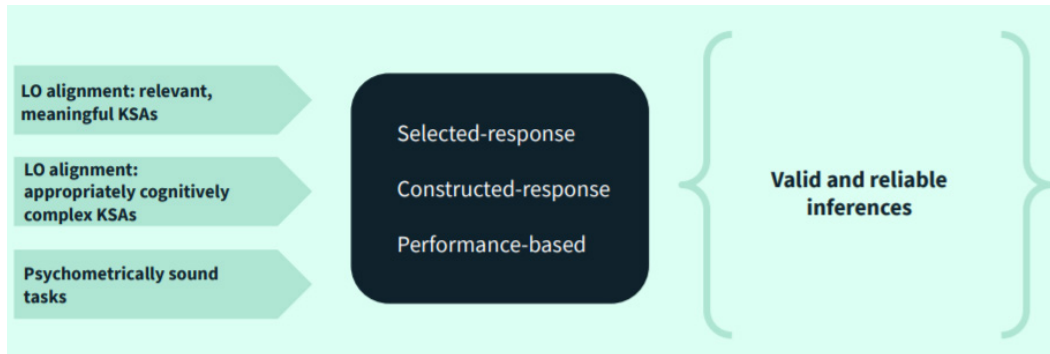 LO alignment: relevant,
meaningful KSAs
LO alignment:
appropriately cognitively
complex KSAs
Psychometrically sound
tasks
Selected-response
Constructed-response
Performance-based
Valid and reliable
inferences